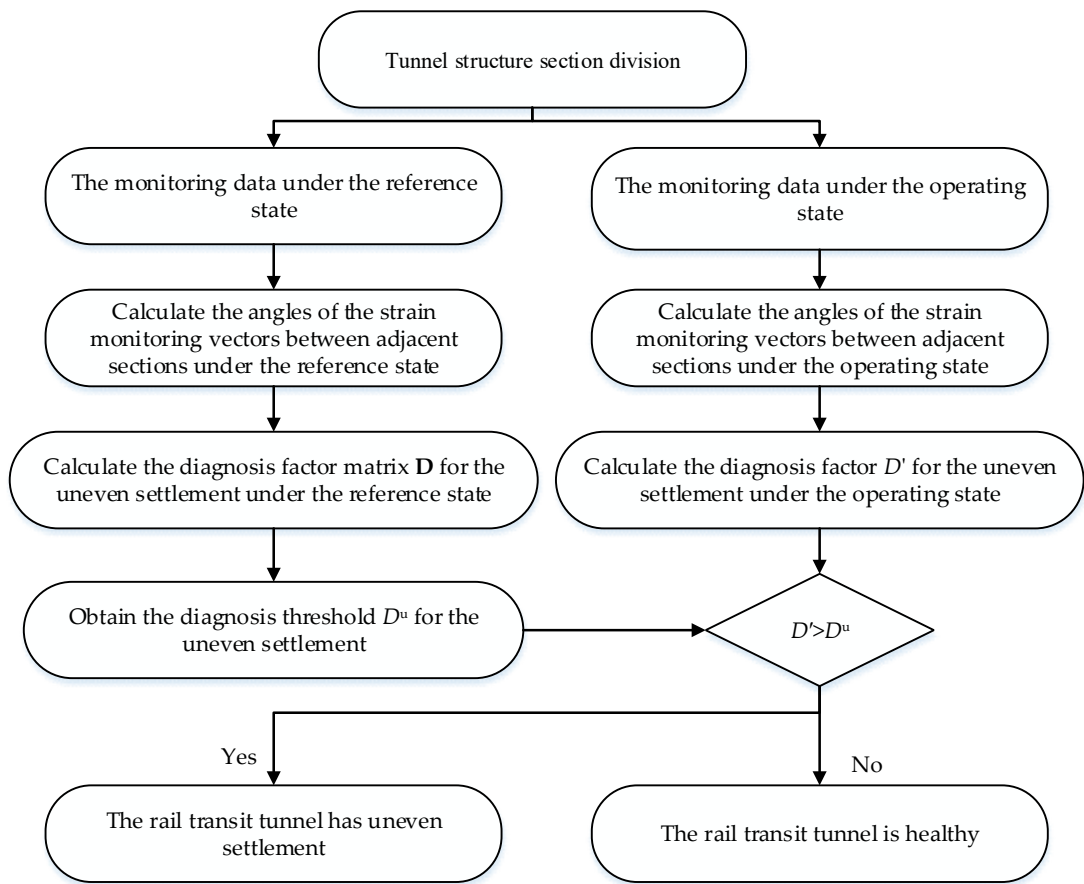 Tunnel structure section division
The monitoring data under the reference
state
The monitoring data under the operating
state
Calculate the angles of the strain
monitoring vectors between adjacent
sections under the reference state
Calculate the angles of the strain
monitoring vectors between adjacent
sections under the operating state
Calculate the diagnosis factor matrix D for
the uneven settlement under the reference
state
Calculate the diagnosis factor D' for the uneven
settlement under the operating state
Obtain the diagnosis threshold Dᵘ for the
uneven settlement
D'>Dᵘ
Yes
No
The rail transit tunnel has uneven
settlement
The rail transit tunnel is healthy